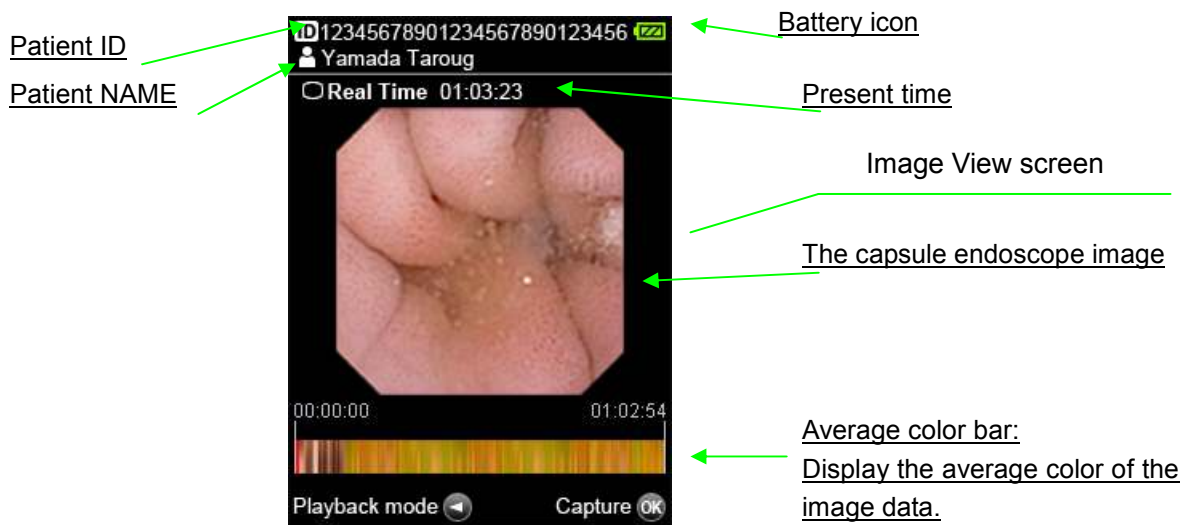 Patient ID
Patient NAME
ID 12345678901234567890123456
Yamada Taroug
Real Time 01:03:23
00:00:00
01:02:54
Playback mode
Capture OK
Battery icon
Present time
Image View screen
The capsule endoscope image
Average color bar:
Display the average color of the
image data.